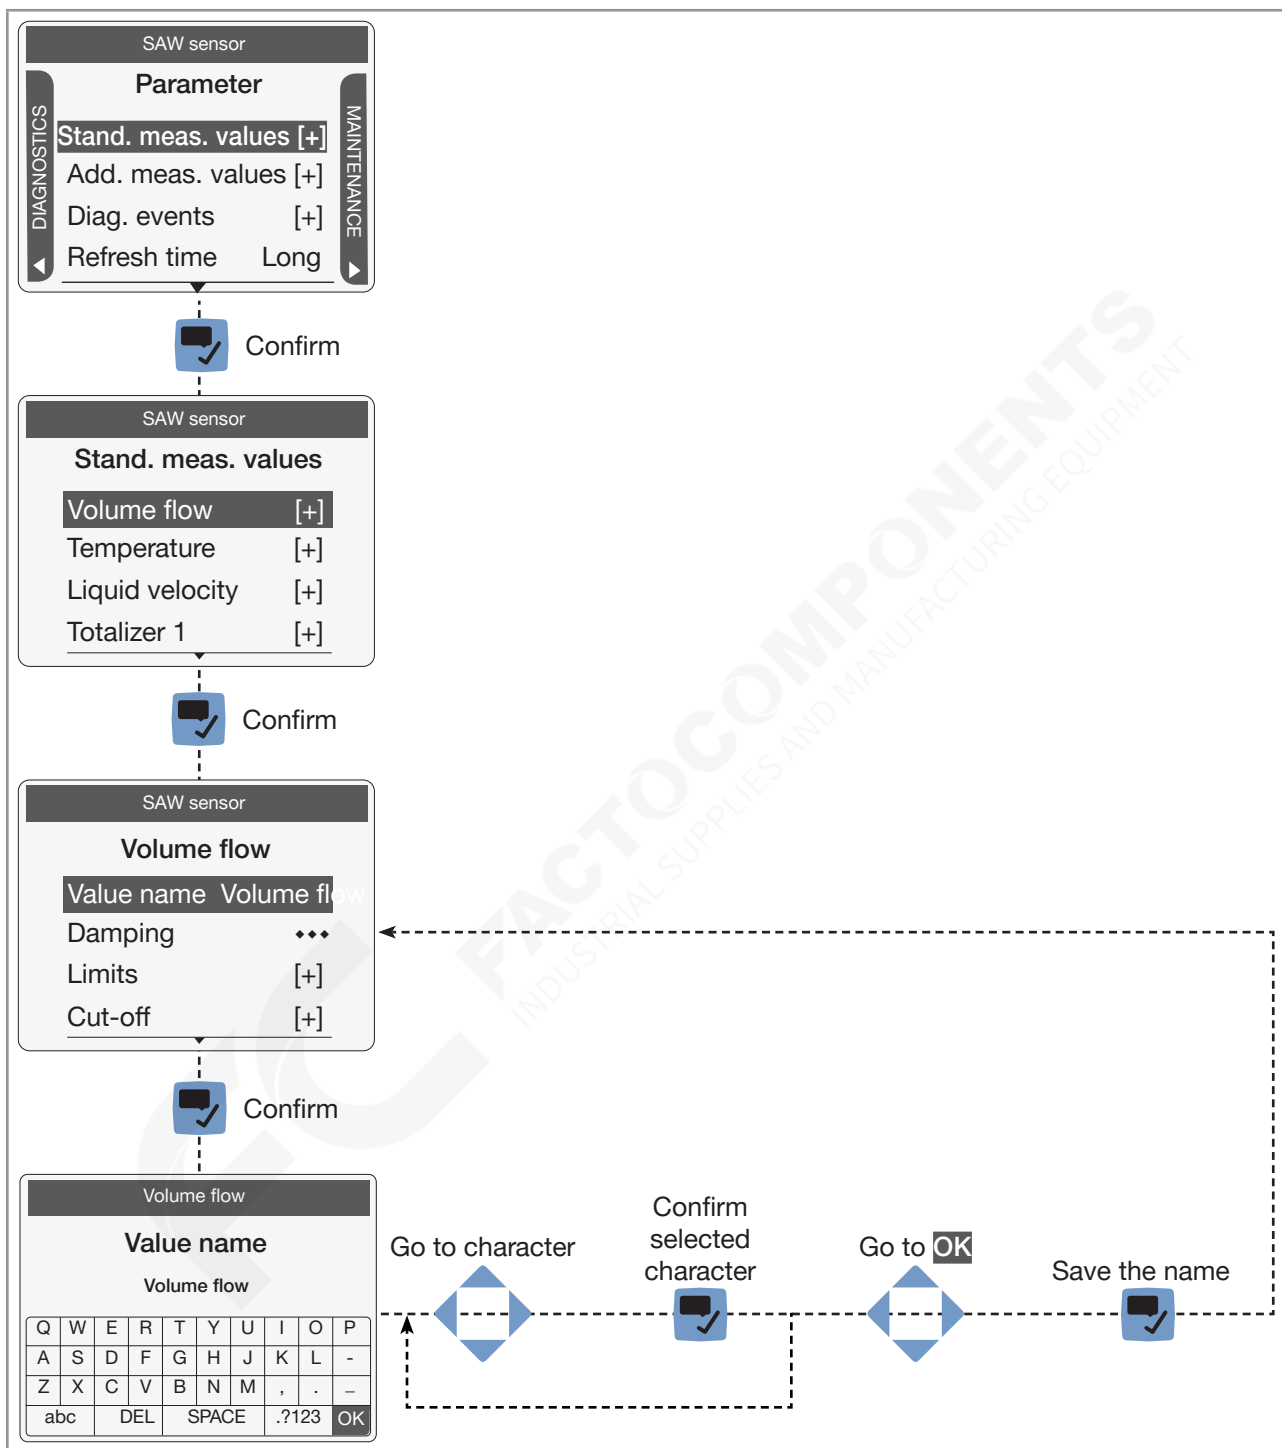 SAW sensor
Parameter
DIAGNOSTICS
MAINTENANCE
Stand. meas. values [+]
Add. meas. values [+]
Diag. events [+]
Refresh time Long
Confirm
SAW sensor
Stand. meas. values
Volume flow [+]
Temperature [+]
Liquid velocity [+]
Totalizer 1 [+]
Confirm
SAW sensor
Volume flow
Value name Volume flow
Damping
Limits [+]
Cut-off [+]
Confirm
Volume flow
Value name
Volume flow
Q W E R T Y U I O P
A S D F G H J K L -
Z X C V B N M , . _
abc DEL SPACE .?123 OK
Go to character
Confirm
selected
character
Go to OK
Save the name
FC
FACTOCOMPONENTS
INDUSTRIAL SUPPLIES AND MANUFACTURING EQUIPMENT